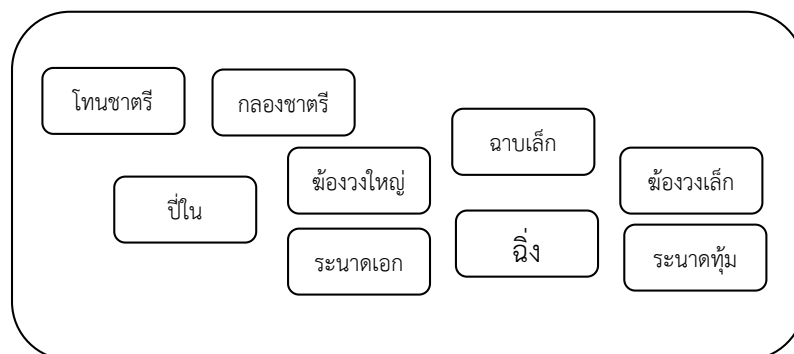 โทนชาตรี
กลองชาตรี
ฉาบเล็ก
ปี่ใน
ฆ้องวงใหญ่
ฆ้องวงเล็ก
ระนาดเอก
ฉิ่ง
ระนาดทุ้ม